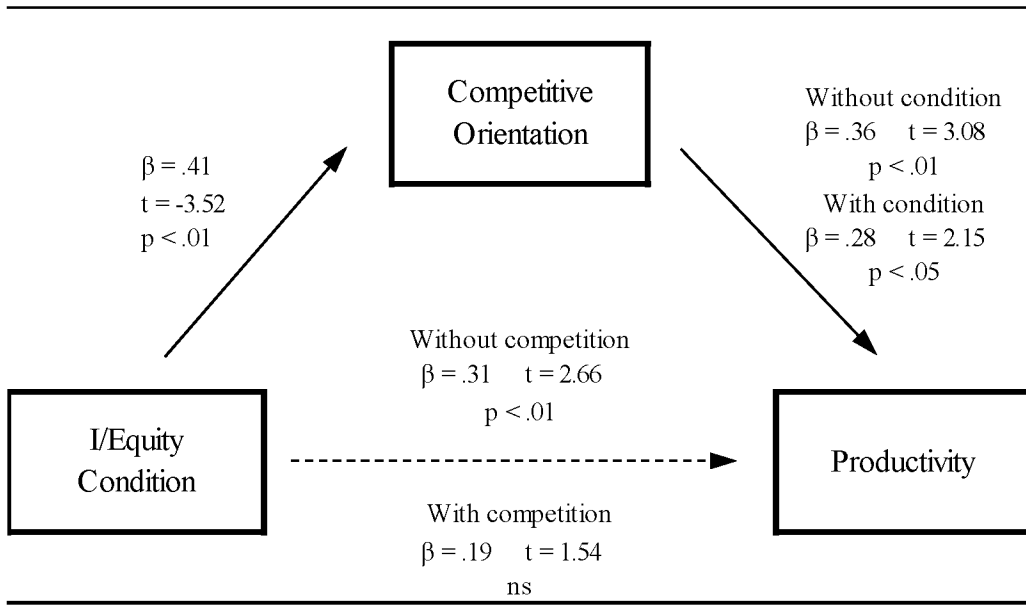 Competitive
Orientation
Without condition
β = .36 t = 3.08
p < .01
With condition
β = .28 t = 2.15
p < .05
β = .41
t = -3.52
p < .01
Without competition
β = .31 t = 2.66
p < .01
I/Equity
Condition
Productivity
With competition
β = .19 t = 1.54
ns